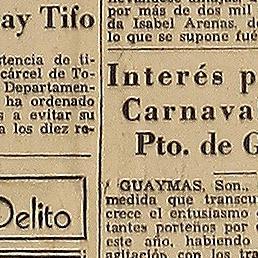 ay Tifo
stencia de ti-
cárcel de To-
Departamen-
ha ordenado
s a evitar su
a los diez re-
Delito
por más de dos mil
da Isabel Arenas, d
lo que se supone fué
Interés p
Carnava
Pto. de G
GUAYMAS, Son.,
medida que transcu
crece el entusiasmo
tantes porteños por
este año, habiendo
agitación con los tra